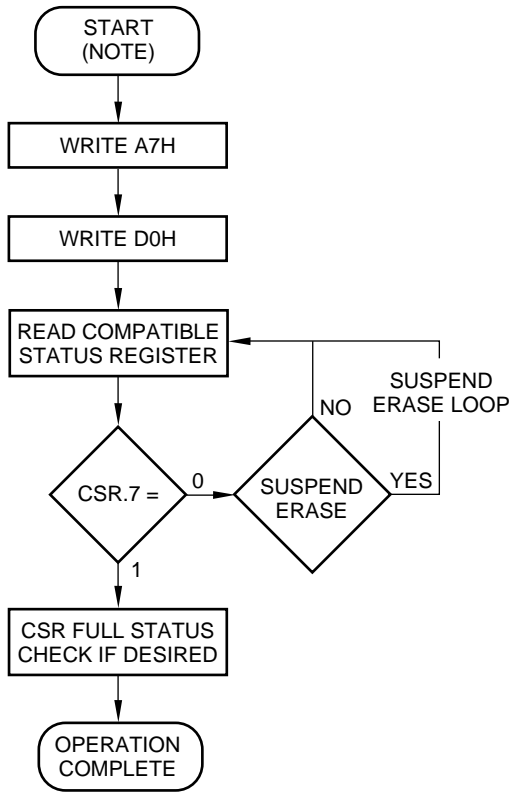 START
(NOTE)
WRITE A7H
WRITE D0H
READ COMPATIBLE
STATUS REGISTER
SUSPEND
ERASE LOOP
NO
CSR.7 =
0
SUSPEND
ERASE
YES
1
CSR FULL STATUS
CHECK IF DESIRED
OPERATION
COMPLETE